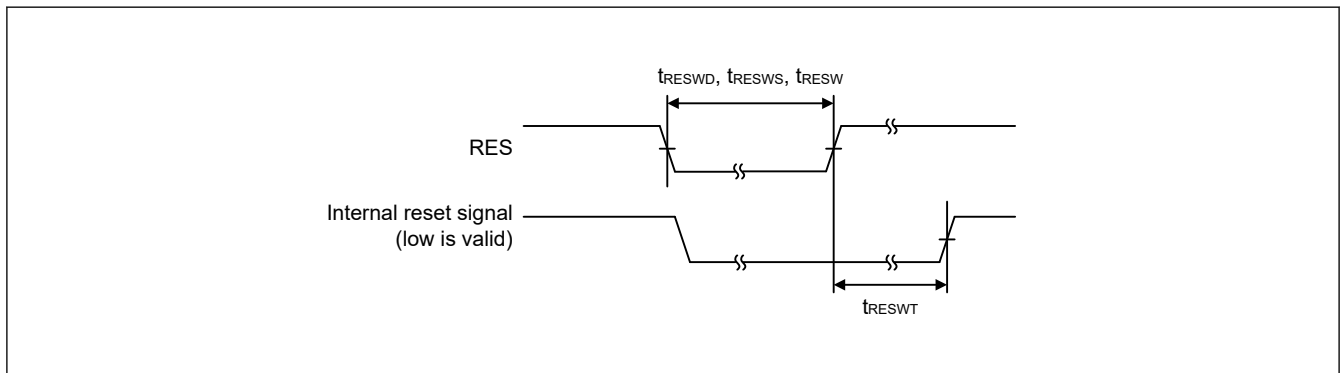 tRESWD, tRESWS, tRESW
RES
Internal reset signal
(low is valid)
tRESWT